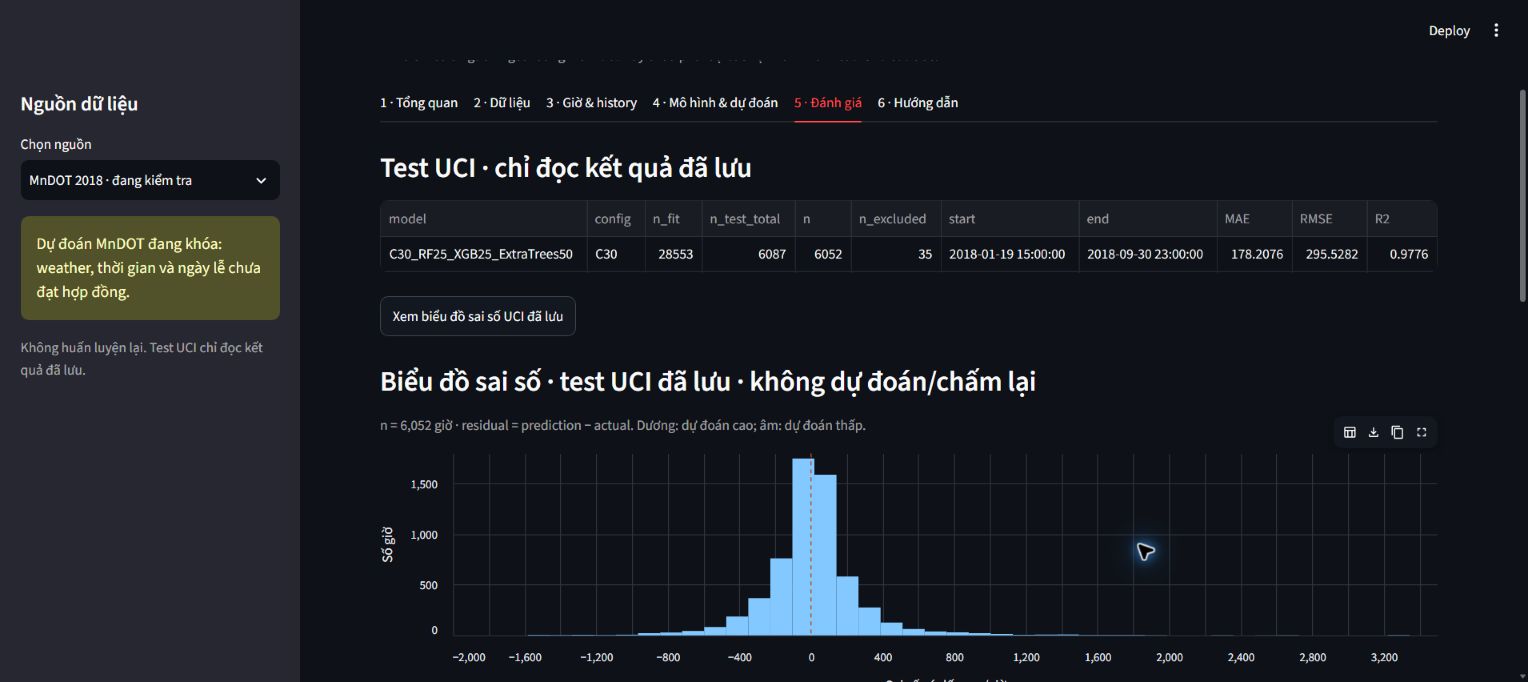 Deploy
Nguồn dữ liệu
Chọn nguồn
MnDOT 2018 · đang kiểm tra
Dự đoán MnDOT đang khóa:
weather, thời gian và ngày lễ chưa
đạt hợp đồng.
Không huấn luyện lại. Test UCI chỉ đọc kết
quả đã lưu.
1 · Tổng quan 2 · Dữ liệu 3 · Giờ & history 4 · Mô hình & dự đoán 5 · Đánh giá 6 · Hướng dẫn
Test UCI · chỉ đọc kết quả đã lưu
model config n_fit n_test_total n n_excluded start end MAE RMSE R2
C30_RF25_XGB25_ExtraTrees50 C30 28553 6087 6052 35 2018-01-19 15:00:00 2018-09-30 23:00:00 178.2076 295.5282 0.9776
Xem biểu đồ sai số UCI đã lưu
Biểu đồ sai số · test UCI đã lưu · không dự đoán/chấm lại
n = 6,052 giờ · residual = prediction − actual. Dương: dự đoán cao; âm: dự đoán thấp.
Số giờ
1,500
1,000
500
0
−2,000 −1,600 −1,200 −800 −400 0 400 800 1,200 1,600 2,000 2,400 2,800 3,200